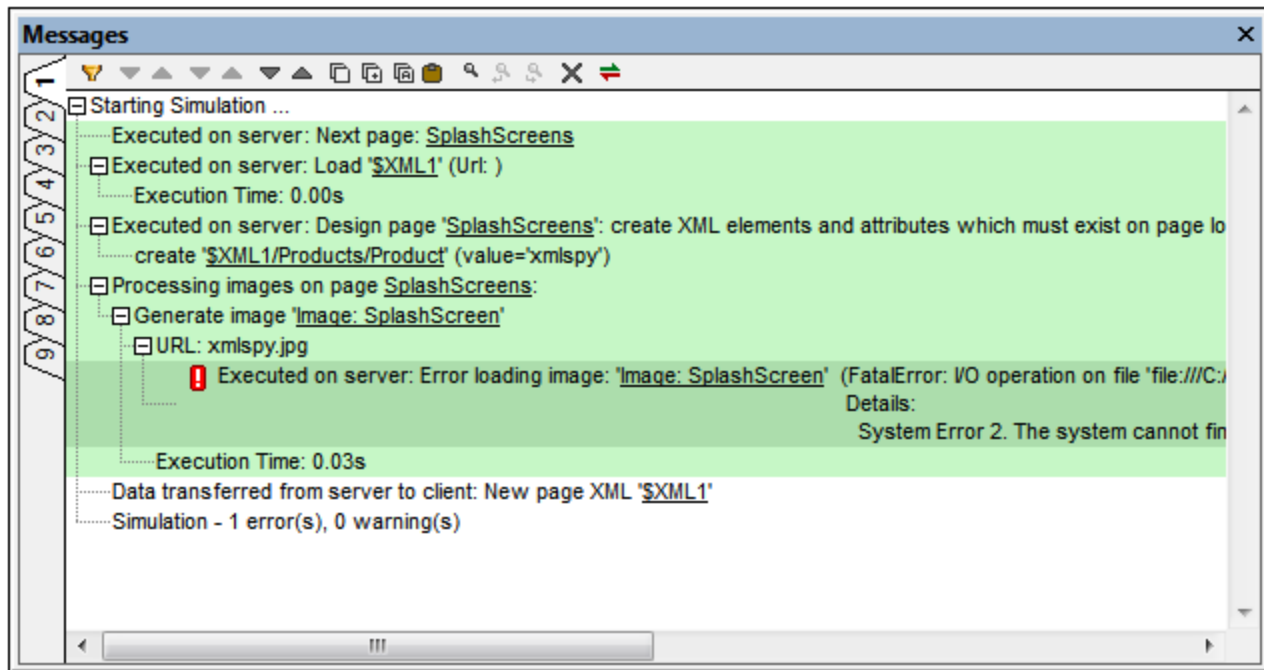 Messages
1
2
3
4
5
6
7
8
9
Starting Simulation ...
Executed on server: Next page: SplashScreens
Executed on server: Load '$XML1' (Url: )
Execution Time: 0.00s
Executed on server: Design page 'SplashScreens': create XML elements and attributes which must exist on page lo
create '$XML1/Products/Product' (value='xmlspy')
Processing images on page SplashScreens:
Generate image 'Image: SplashScreen'
URL: xmlspy.jpg
Executed on server: Error loading image: 'Image: SplashScreen' (FatalError: I/O operation on file 'file:///C:/
Details:
System Error 2. The system cannot fin
Execution Time: 0.03s
Data transferred from server to client: New page XML '$XML1'
Simulation - 1 error(s), 0 warning(s)